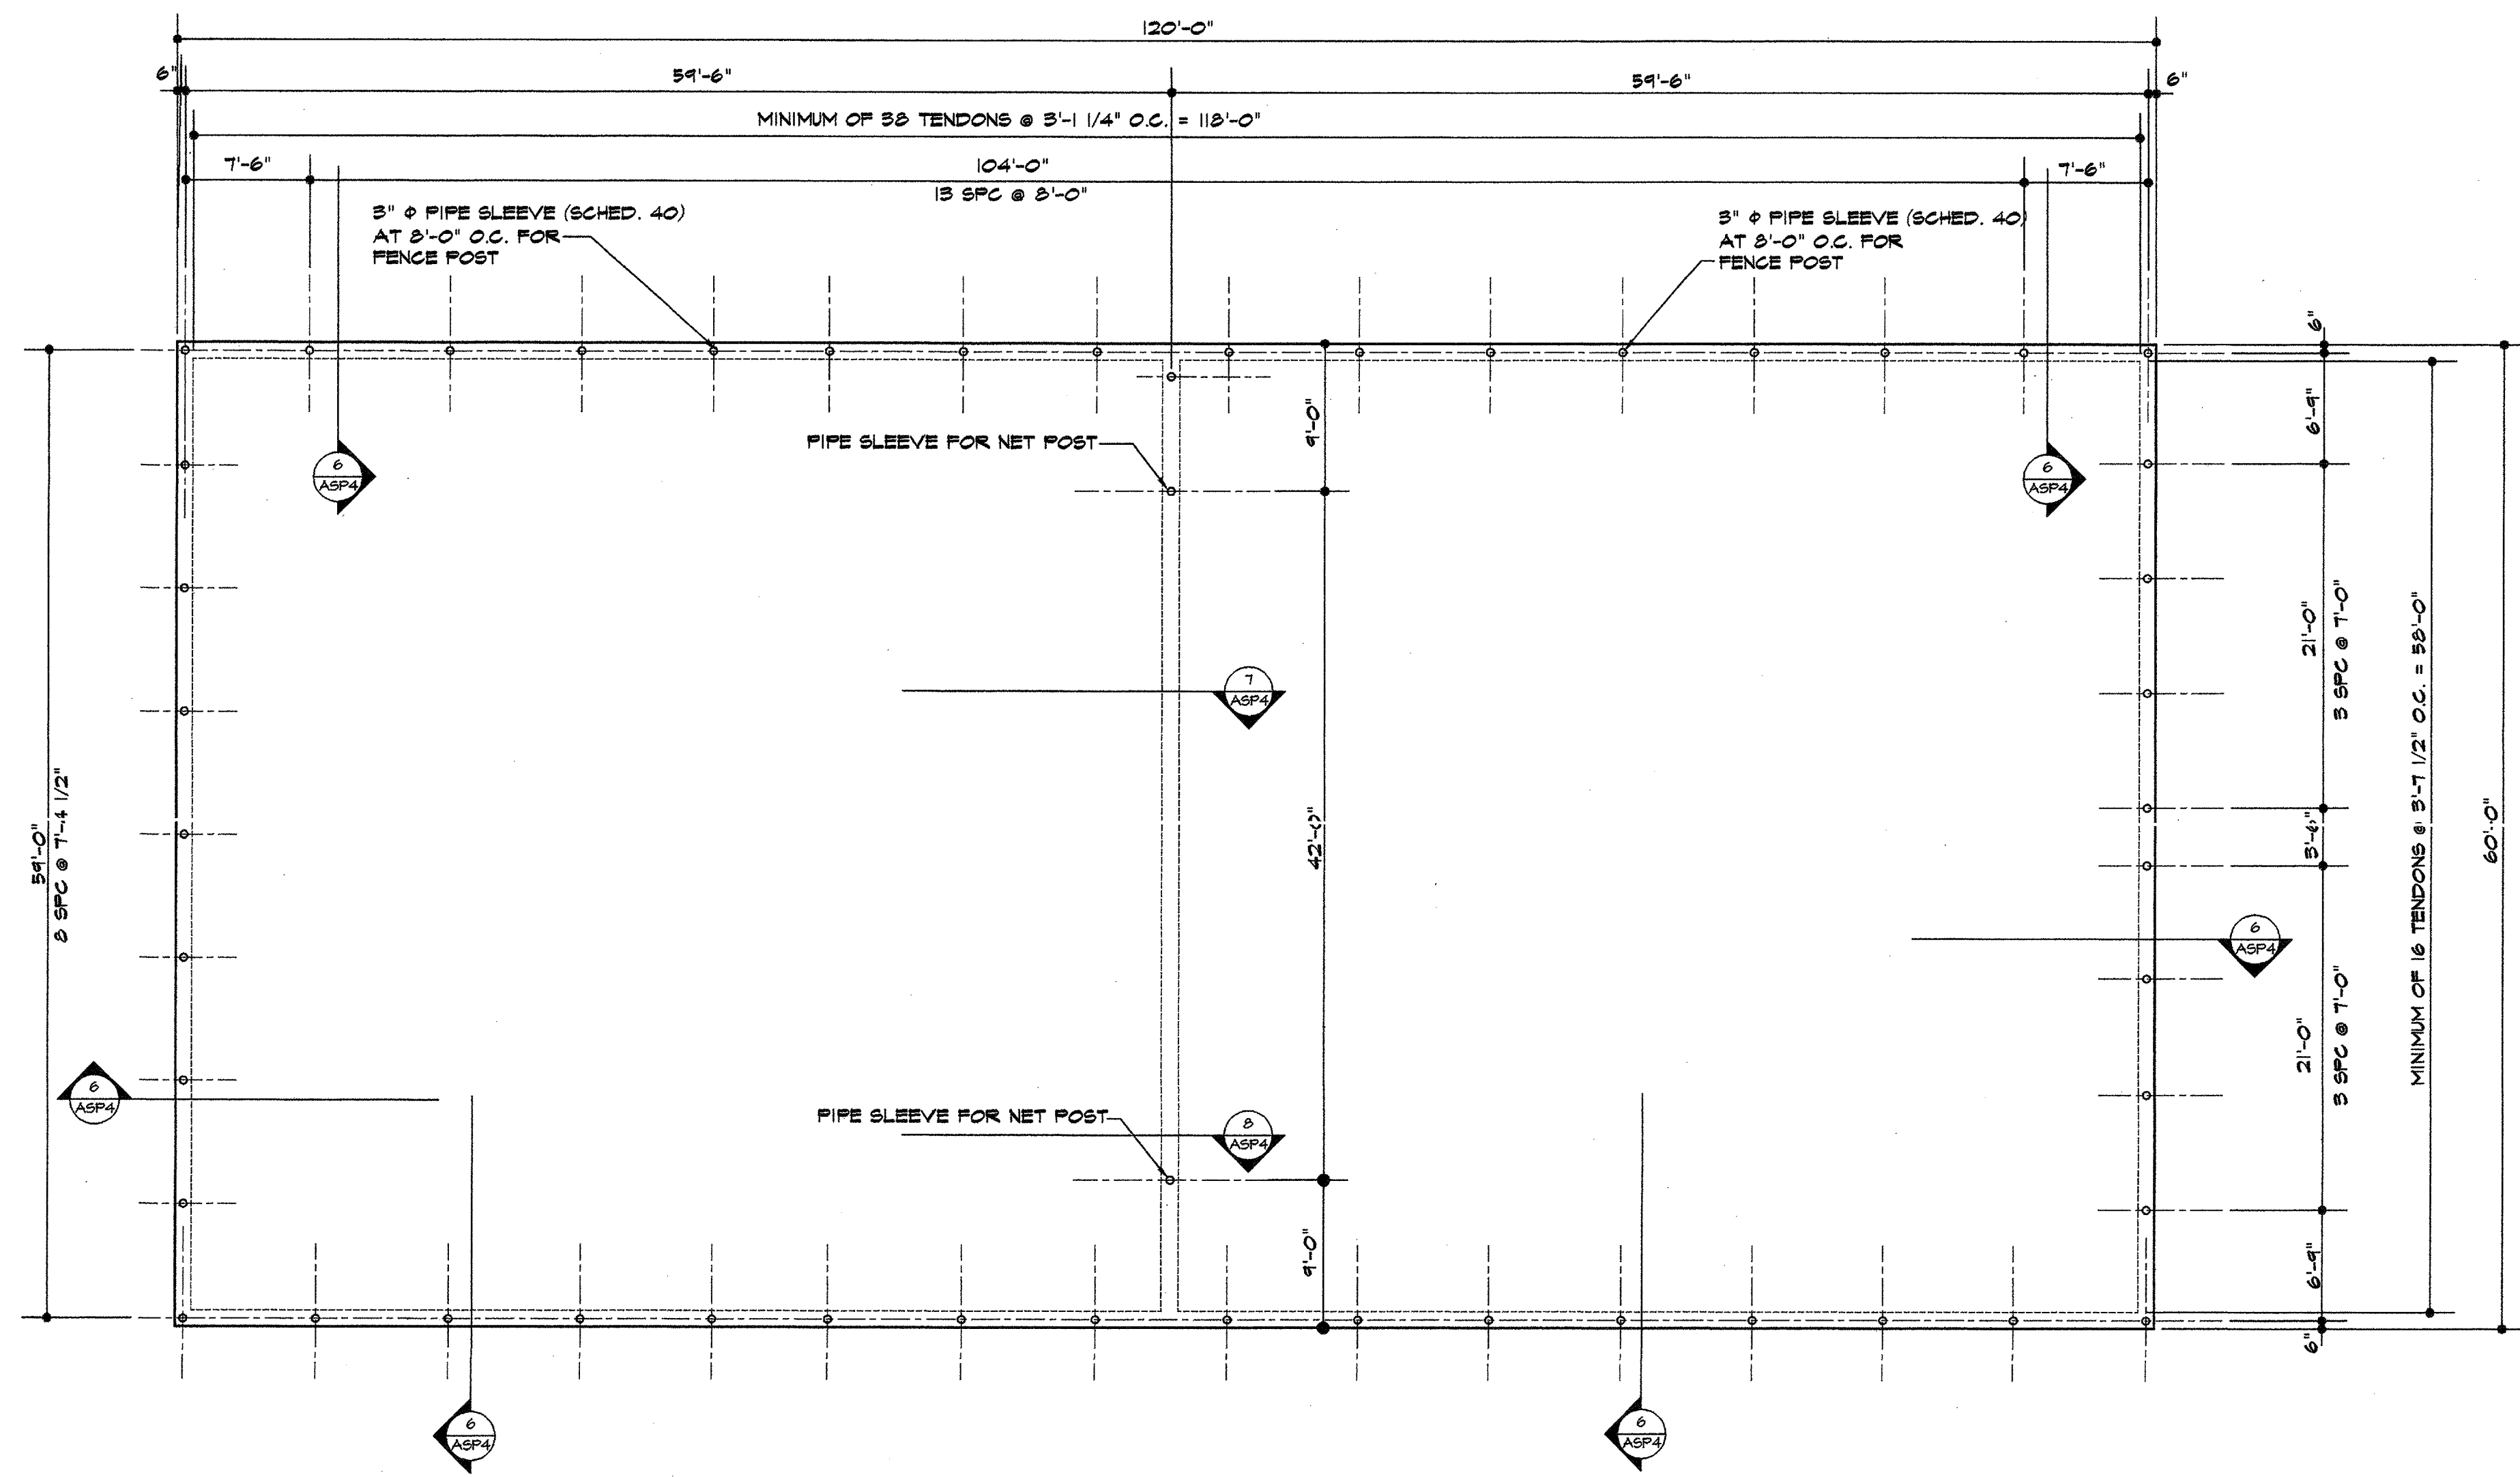 120'-0"
6"
59'-6"
59'-6"
6"
MINIMUM OF 38 TENDONS @ 3'-1 1/4" O.C. = 118'-0"
7'-6"
104'-0"
13 SPC @ 8'-0"
7'-6"
3" Φ PIPE SLEEVE (SCHED. 40)
AT 8'-0" O.C. FOR
FENCE POST
3" Φ PIPE SLEEVE (SCHED. 40)
AT 8'-0" O.C. FOR
FENCE POST
6"
6'-9"
9'-0"
PIPE SLEEVE FOR NET POST
6
ASP4
6
ASP4
21'-0"
3 SPC @ 7'-0"
7
ASP4
MINIMUM OF 16 TENDONS @ 3'-7 1/2" O.C. = 58'-0"
60'-0"
59'-0"
8 SPC @ 7'-4 1/2"
42'-0"
3'-6"
6
ASP4
21'-0"
3 SPC @ 7'-0"
6
ASP4
PIPE SLEEVE FOR NET POST
8
ASP4
9'-0"
6'-9"
6"
6
ASP4
6
ASP4